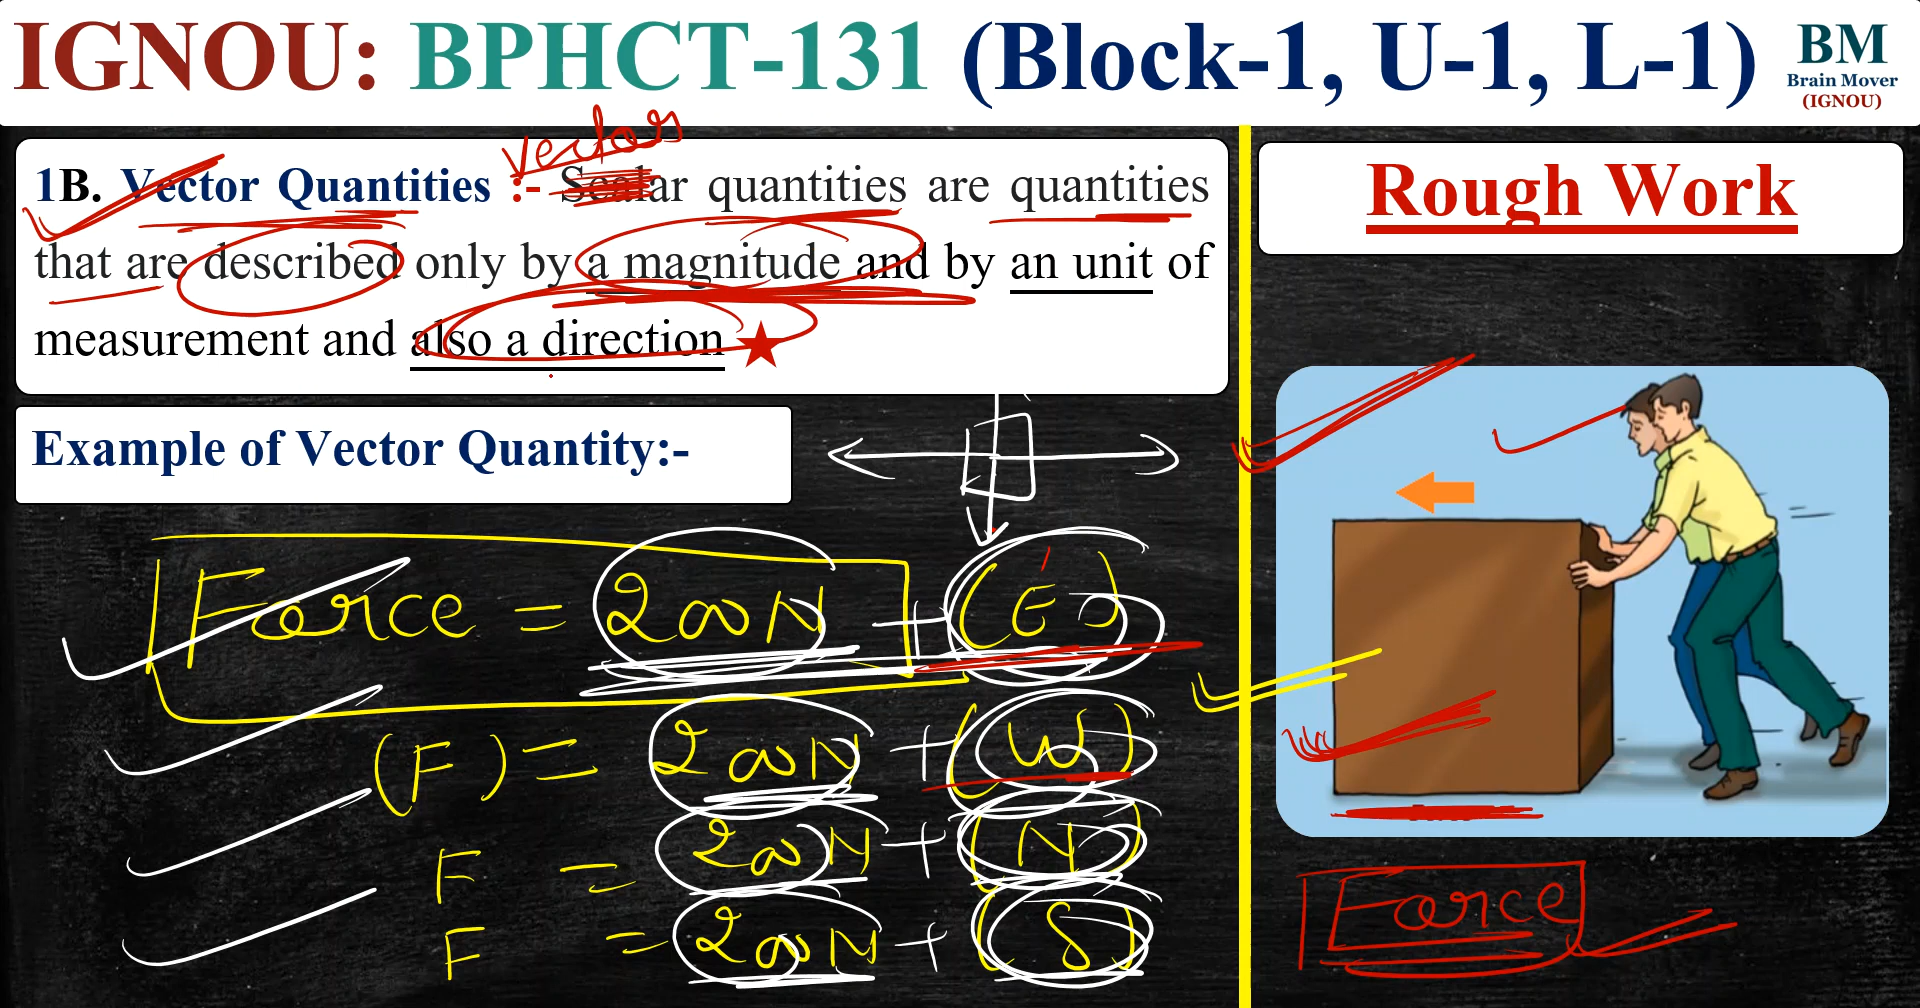 IGNOU: BPHCT-131 (Block-1, U-1, L-1)
BM
Brain Mover
(IGNOU)
vector
1B. Vector Quantities :- Scalar quantities are quantities
that are described only by a magnitude and by an unit of
measurement and also a direction
Rough Work
Example of Vector Quantity:-
Force = 200N + (E)
(F) = 200N + (W)
F = 200N + (N)
F = 200N + (S)
Force